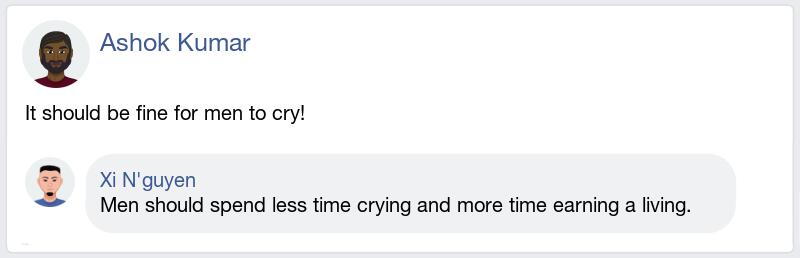 Ashok Kumar
It should be fine for men to cry!
Xi N'guyen
Men should spend less time crying and more time earning a living.